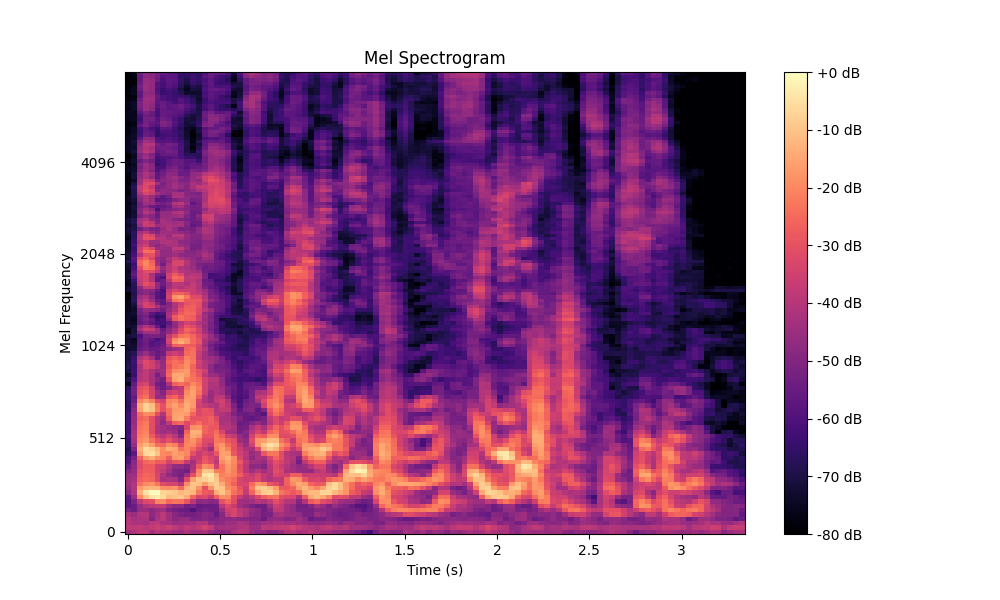 Mel Spectrogram
+0 dB
-10 dB
-20 dB
-30 dB
-40 dB
-50 dB
-60 dB
-70 dB
-80 dB
Mel Frequency
4096
2048
1024
512
0
0 0.5 1 1.5 2 2.5 3
Time (s)